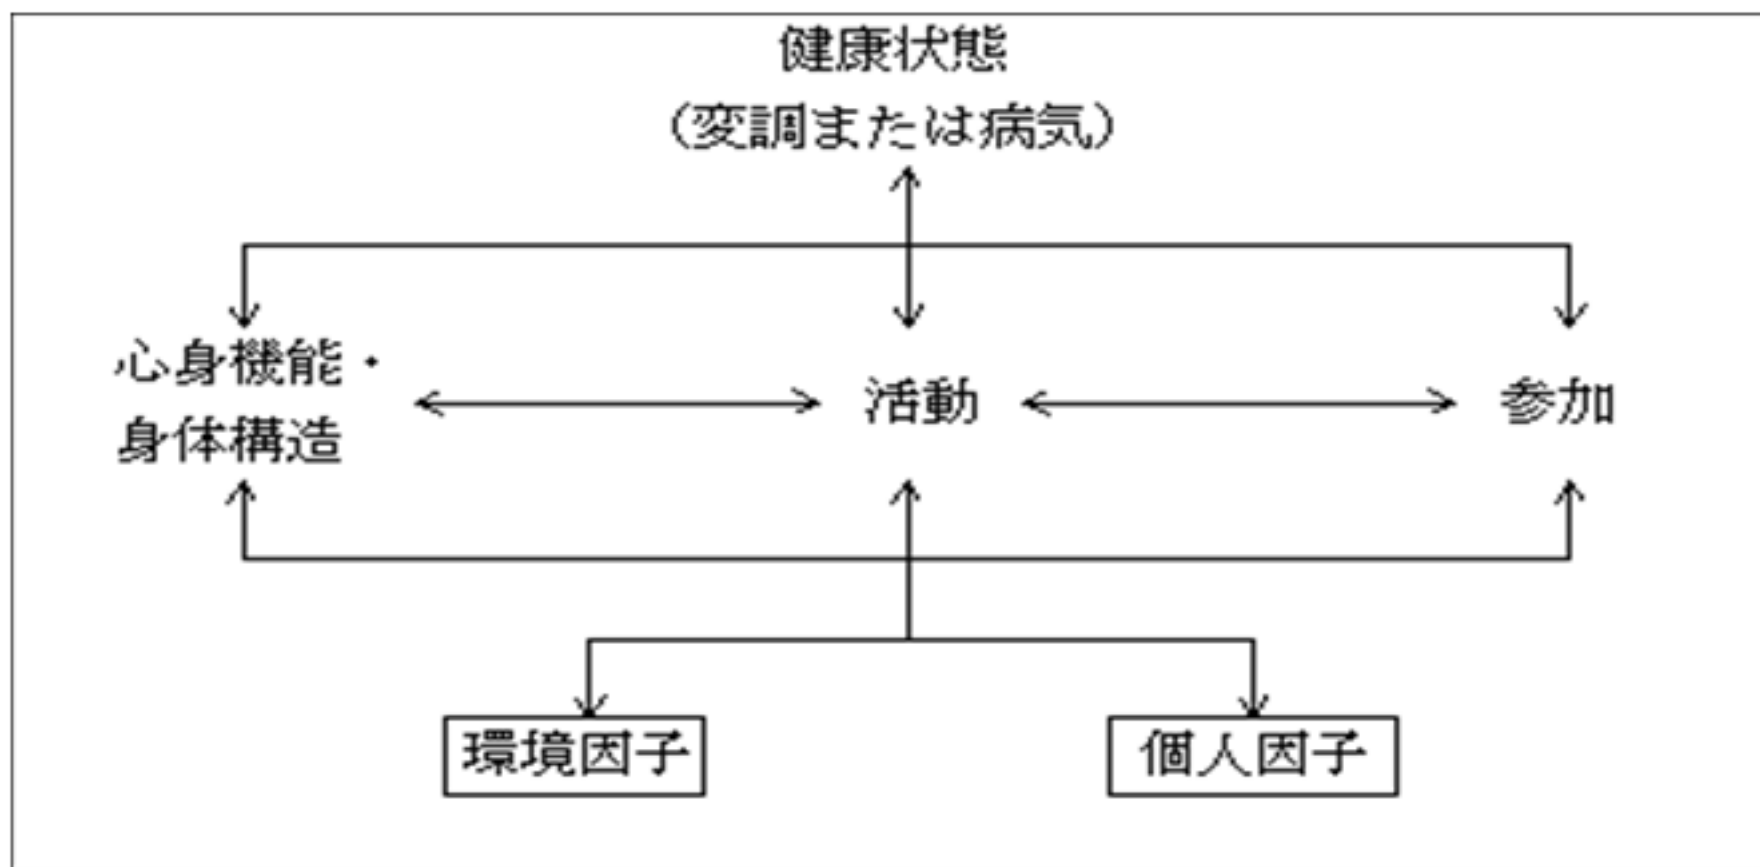 健康状態
（変調または病気）
心身機能・
身体構造
活動
参加
環境因子
個人因子